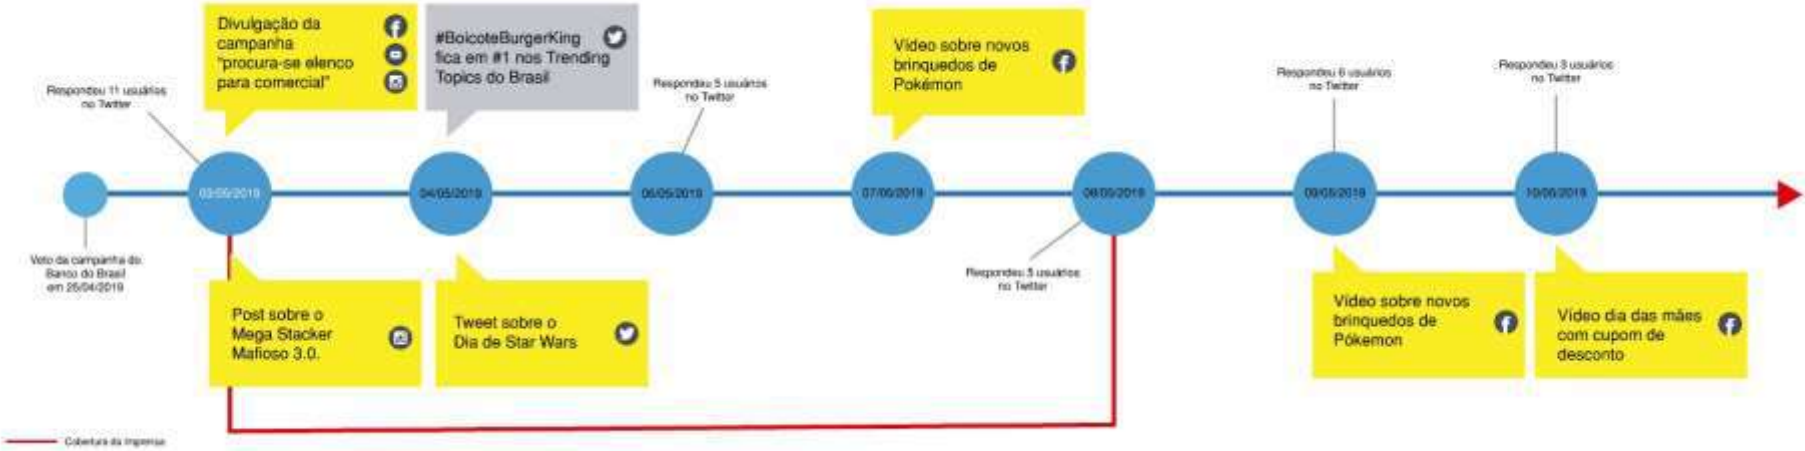 Divulgação da
campanha
"procura-se elenco
para comercial"
#BoicoteBurgerKing
fica em #1 nos Trending
Topics do Brasil
Vídeo sobre novos
brinquedos de
Pokémon
Respondeu 11 usuários
no Twitter
Respondeu 5 usuários
no Twitter
Respondeu 6 usuários
no Twitter
Respondeu 3 usuários
no Twitter
03/05/2019
04/05/2019
06/05/2019
07/05/2019
08/05/2019
09/05/2019
10/05/2019
Veto da campanha do
Banco do Brasil
em 25/04/2019
Respondeu 5 usuários
no Twitter
Post sobre o
Mega Stacker
Mafioso 3.0.
Tweet sobre o
Dia de Star Wars
Vídeo sobre novos
brinquedos de
Pókemon
Vídeo dia das mães
com cupom de
desconto
Cobertura da Imprensa